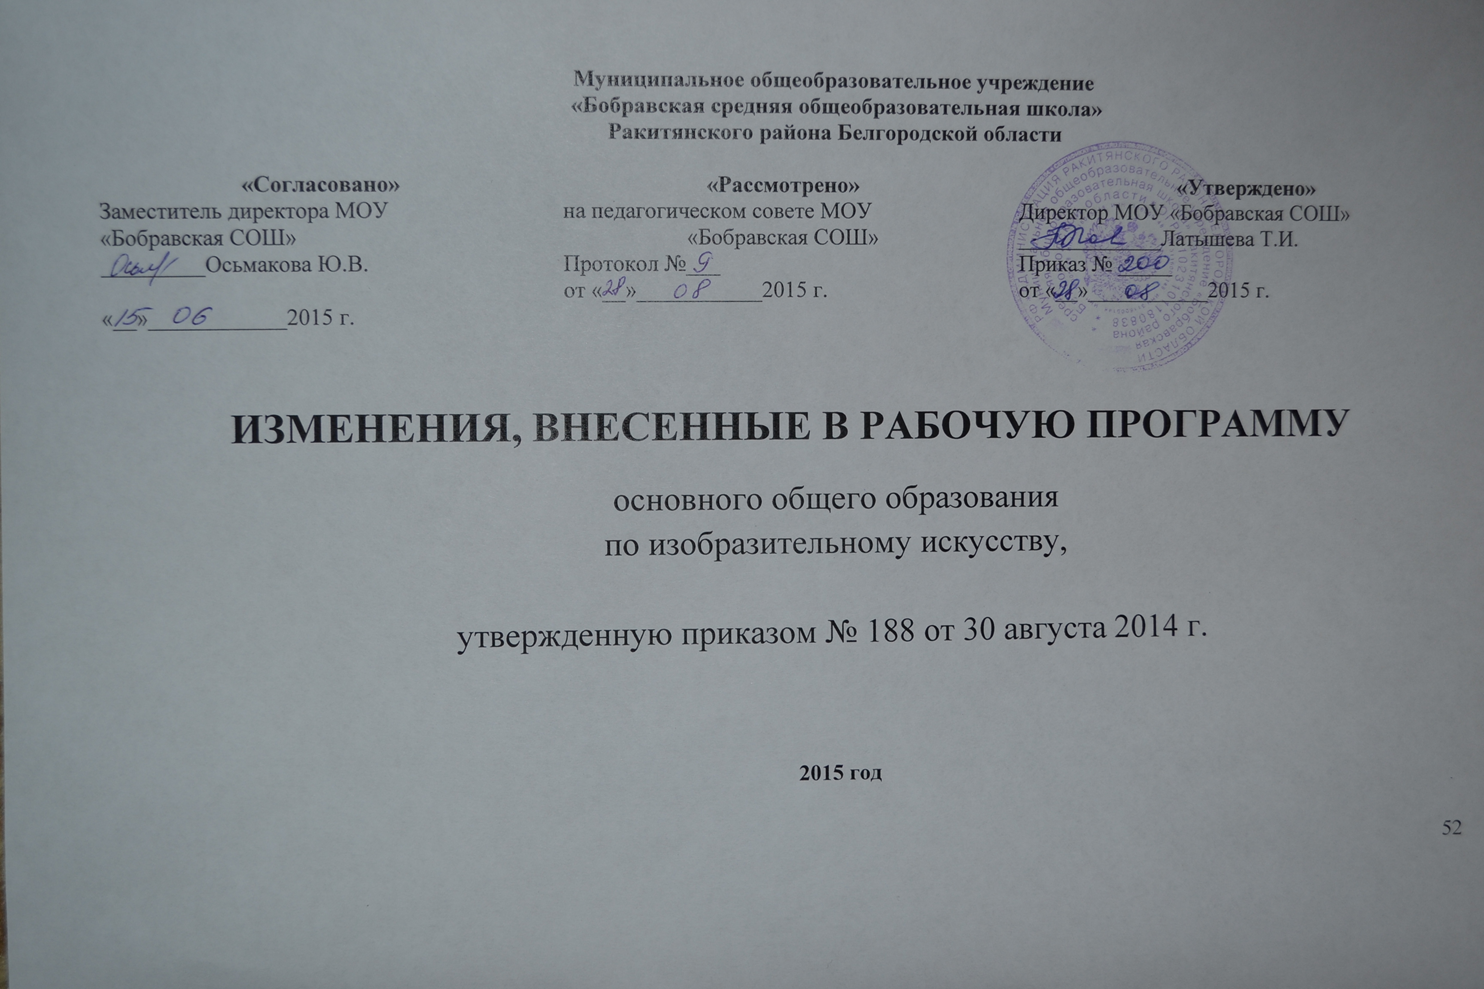 Муниципальное общеобразовательное учреждение
«Бобравская средняя общеобразовательная школа»
Ракитянского района Белгородской области
«Согласовано»
Заместитель директора МОУ
«Бобравская СОШ»
Осьмакова Ю.В.
«15» 06 2015 г.
«Рассмотрено»
на педагогическом совете МОУ
«Бобравская СОШ»
Протокол № 9
от «28» 08 2015 г.
«Утверждено»
Директор МОУ «Бобравская СОШ»
Латышева Т.И.
Приказ № 200
от «28» 08 2015 г.
ИЗМЕНЕНИЯ, ВНЕСЕННЫЕ В РАБОЧУЮ ПРОГРАММУ
основного общего образования
по изобразительному искусству,
утвержденную приказом № 188 от 30 августа 2014 г.
2015 год
52